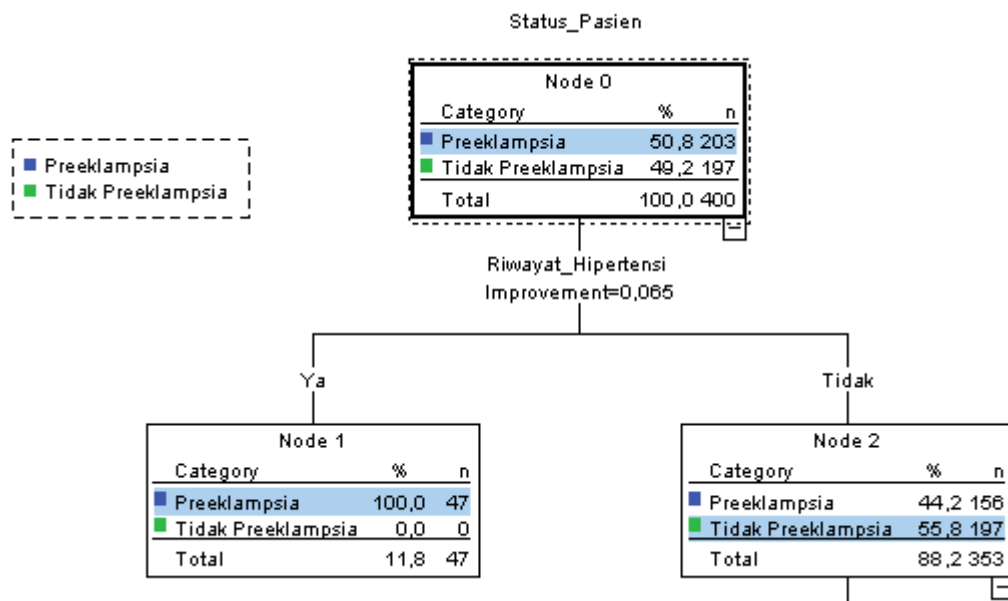 Status_Pasien
Node 0
Category % n
Preeklampsia 50,8 203
Tidak Preeklampsia 49,2 197
Total 100,0 400
Preeklampsia
Tidak Preeklampsia
Riwayat_Hipertensi
Improvement=0,065
Ya
Tidak
Node 1
Category % n
Preeklampsia 100,0 47
Tidak Preeklampsia 0,0 0
Total 11,8 47
Node 2
Category % n
Preeklampsia 44,2 156
Tidak Preeklampsia 55,8 197
Total 88,2 353